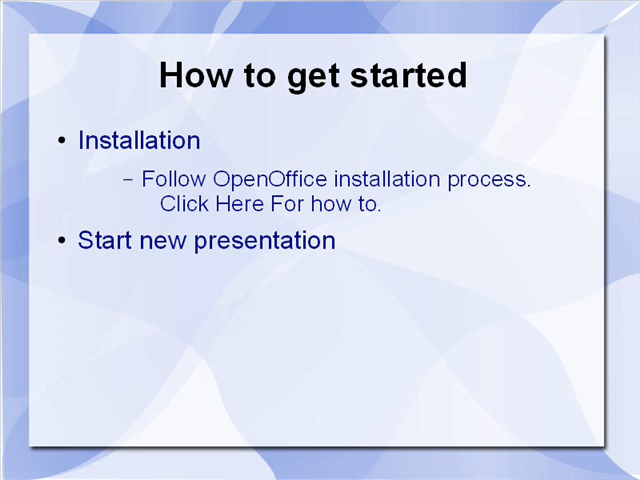 How to get started
• Installation
– Follow OpenOffice installation process.
Click Here For how to.
• Start new presentation